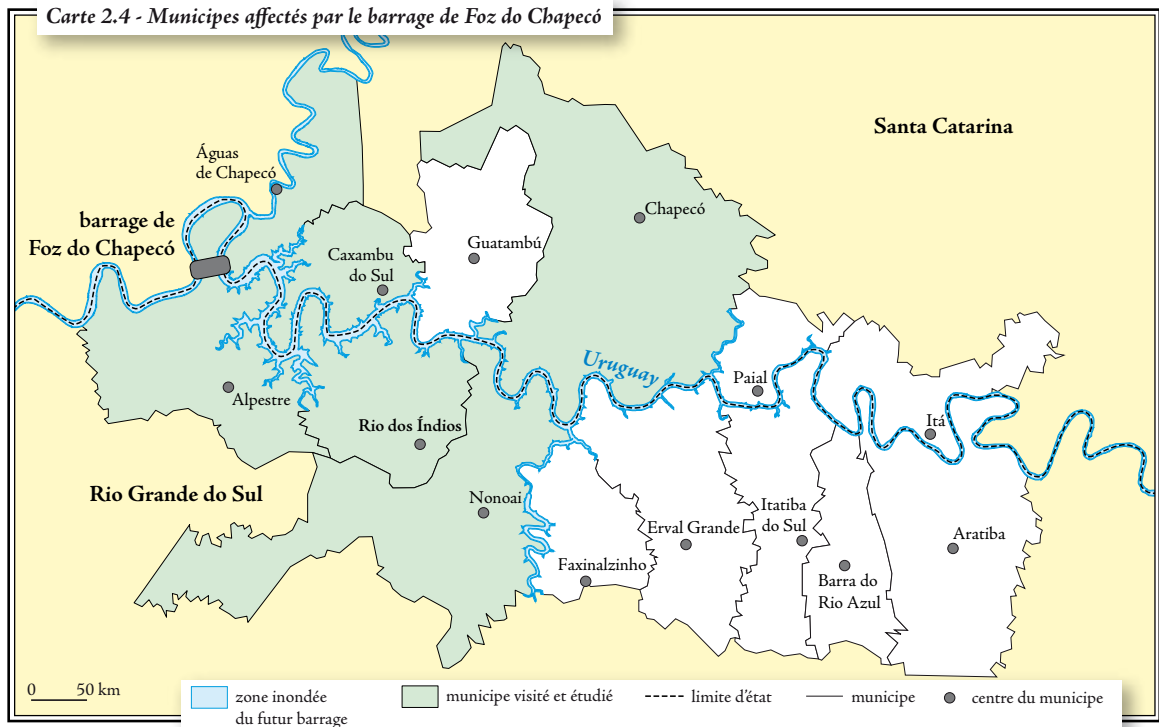 Carte 2.4 - Municipes affectés par le barrage de Foz do Chapecó
Santa Catarina
Águas
de Chapecó
barrage de
Foz do Chapecó
Chapecó
Guatambú
Caxambu
do Sul
Uruguay
Paial
Alpestre
Itá
Rio dos Índios
Rio Grande do Sul
Nonoai
Erval Grande
Itatiba
do Sul
Aratiba
Faxinalzinho
Barra do
Rio Azul
0 50 km
zone inondée
du futur barrage
municipe visité et étudié
limite d'état
municipe
centre du municipe